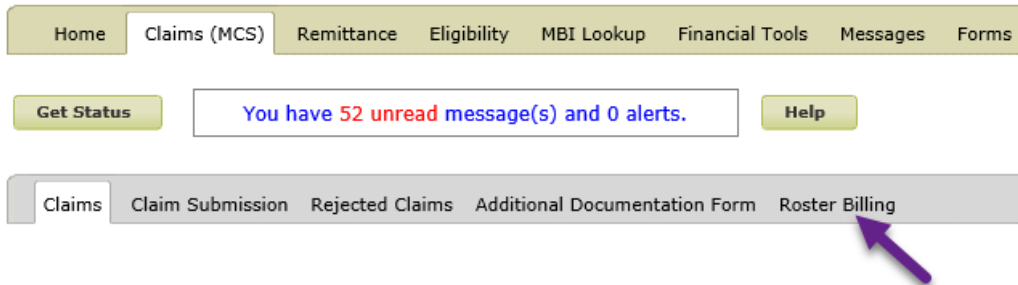 Home Claims (MCS) Remittance Eligibility MBI Lookup Financial Tools Messages Forms
Get Status You have 52 unread message(s) and 0 alerts. Help
Claims Claim Submission Rejected Claims Additional Documentation Form Roster Billing